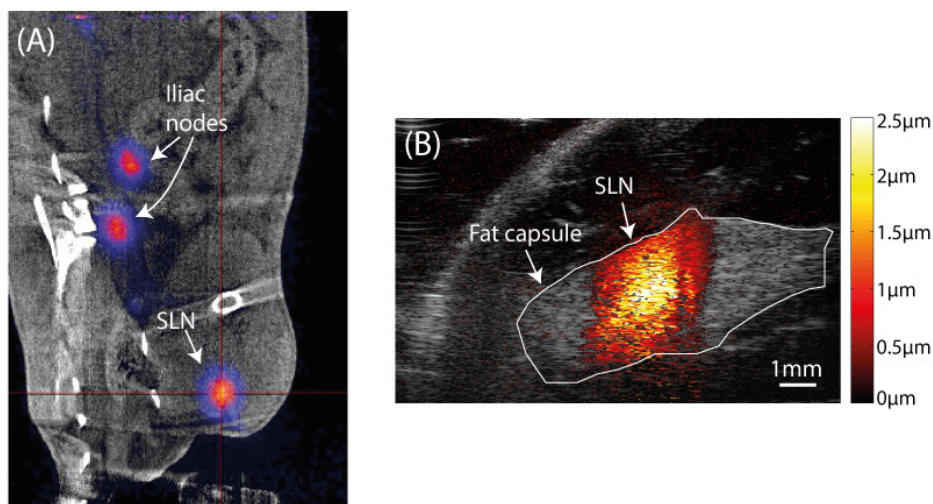 (A)
Iliac
nodes
SLN
(B)
SLN
Fat capsule
1mm
2.5μm
2μm
1.5μm
1μm
0.5μm
0μm